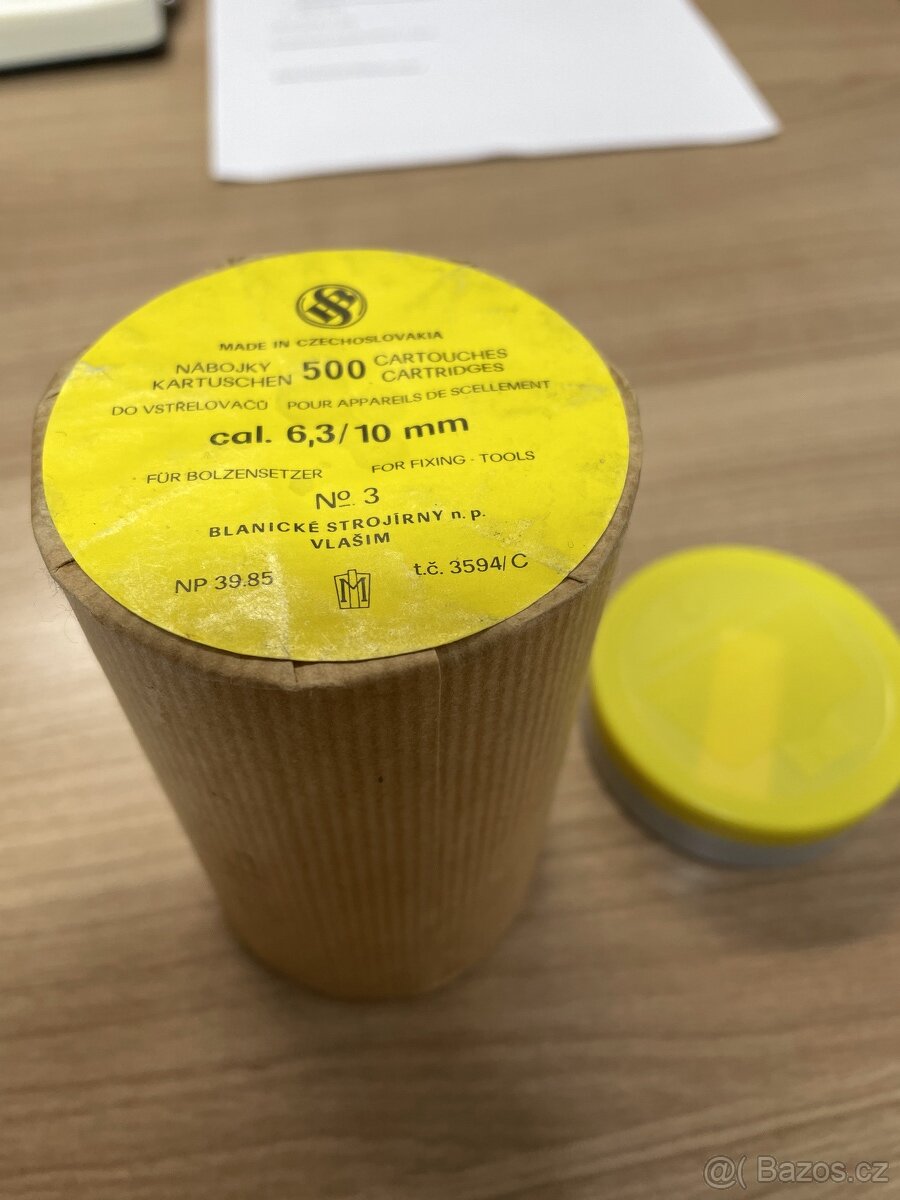 MADE IN CZECHOSLOVAKIA
NÁBOJKY 500 CARTOUCHES
KARTUSCHEN CARTRIDGES
DO VSTŘELOVAČŮ POUR APPAREILS DE SCELLEMENT
cal. 6,3/10 mm
FÜR BOLZENSETZER FOR FIXING - TOOLS
No. 3
BLANICKÉ STROJÍRNY n. p.
VLAŠIM
NP 39.85 t.č. 3594/C
@( Bazos.cz